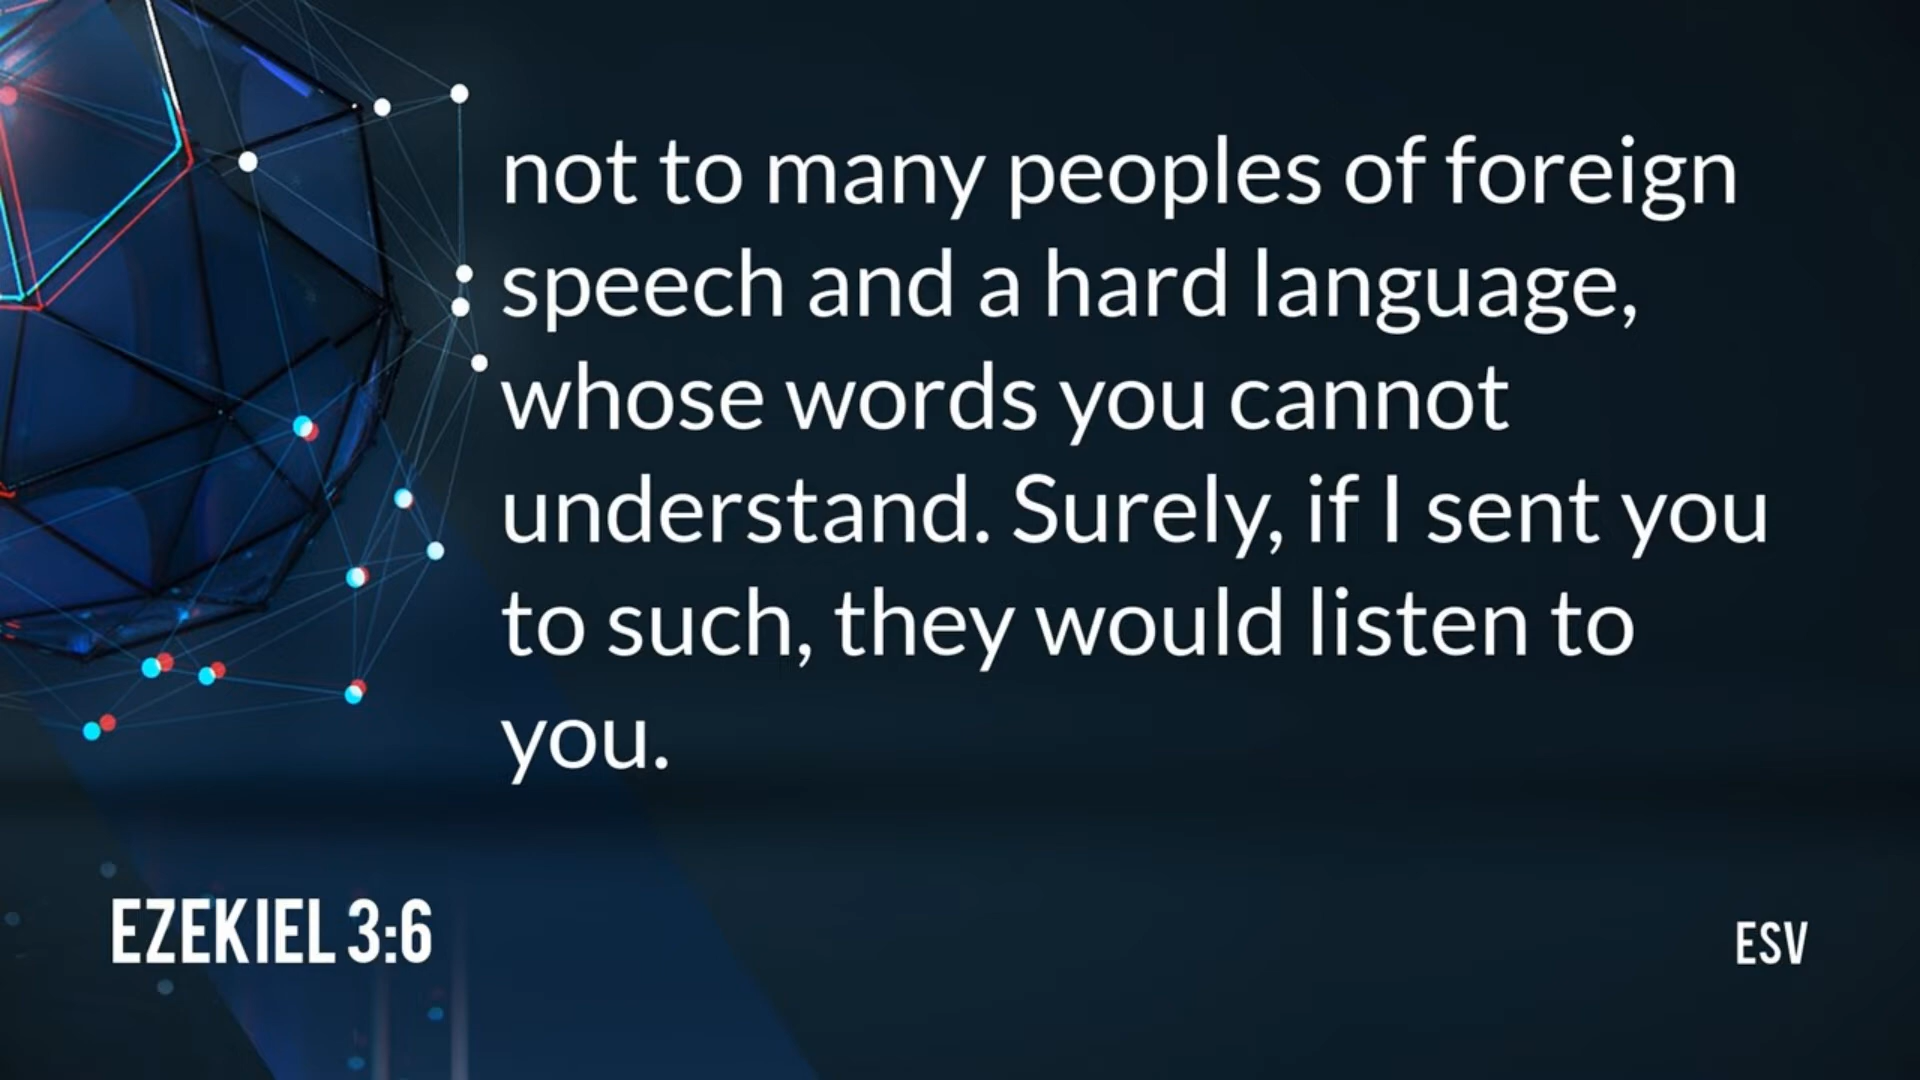 not to many peoples of foreign
speech and a hard language,
whose words you cannot
understand. Surely, if I sent you
to such, they would listen to
you.
EZEKIEL 3:6
ESV